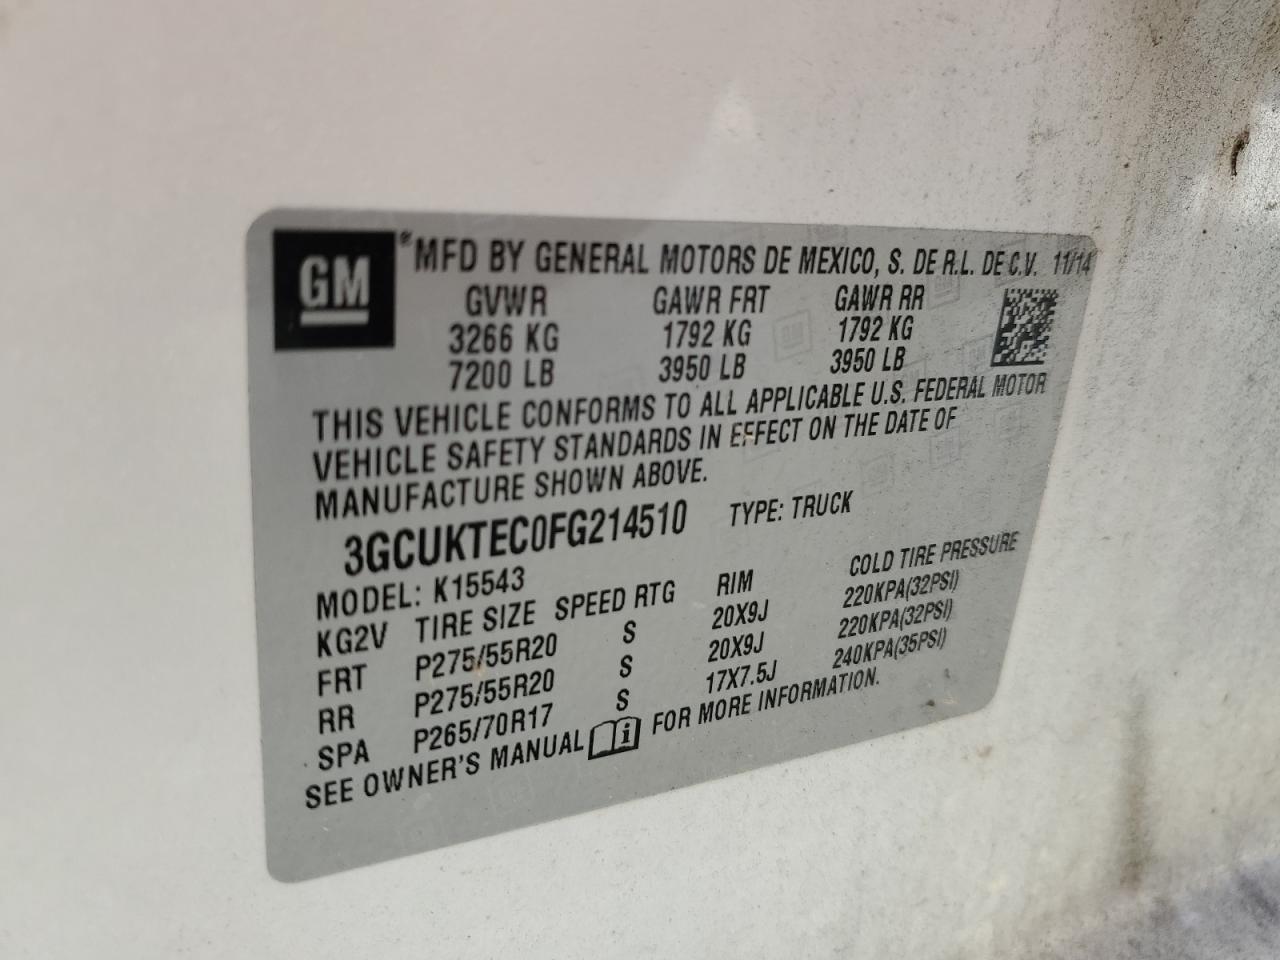 GM ® MFD BY GENERAL MOTORS DE MEXICO, S. DE R.L. DE C.V. 11/14
GVWR GAWR FRT GAWR RR
3266 KG 1792 KG 1792 KG
7200 LB 3950 LB 3950 LB
THIS VEHICLE CONFORMS TO ALL APPLICABLE U.S. FEDERAL MOTOR
VEHICLE SAFETY STANDARDS IN EFFECT ON THE DATE OF
MANUFACTURE SHOWN ABOVE.
3GCUKTEC0FG214510 TYPE: TRUCK
MODEL: K15543
KG2V TIRE SIZE SPEED RTG RIM COLD TIRE PRESSURE
FRT P275/55R20 S 20X9J 220KPA(32PSI)
RR P275/55R20 S 20X9J 220KPA(32PSI)
SPA P265/70R17 S 17X7.5J 240KPA(35PSI)
SEE OWNER'S MANUAL i FOR MORE INFORMATION.